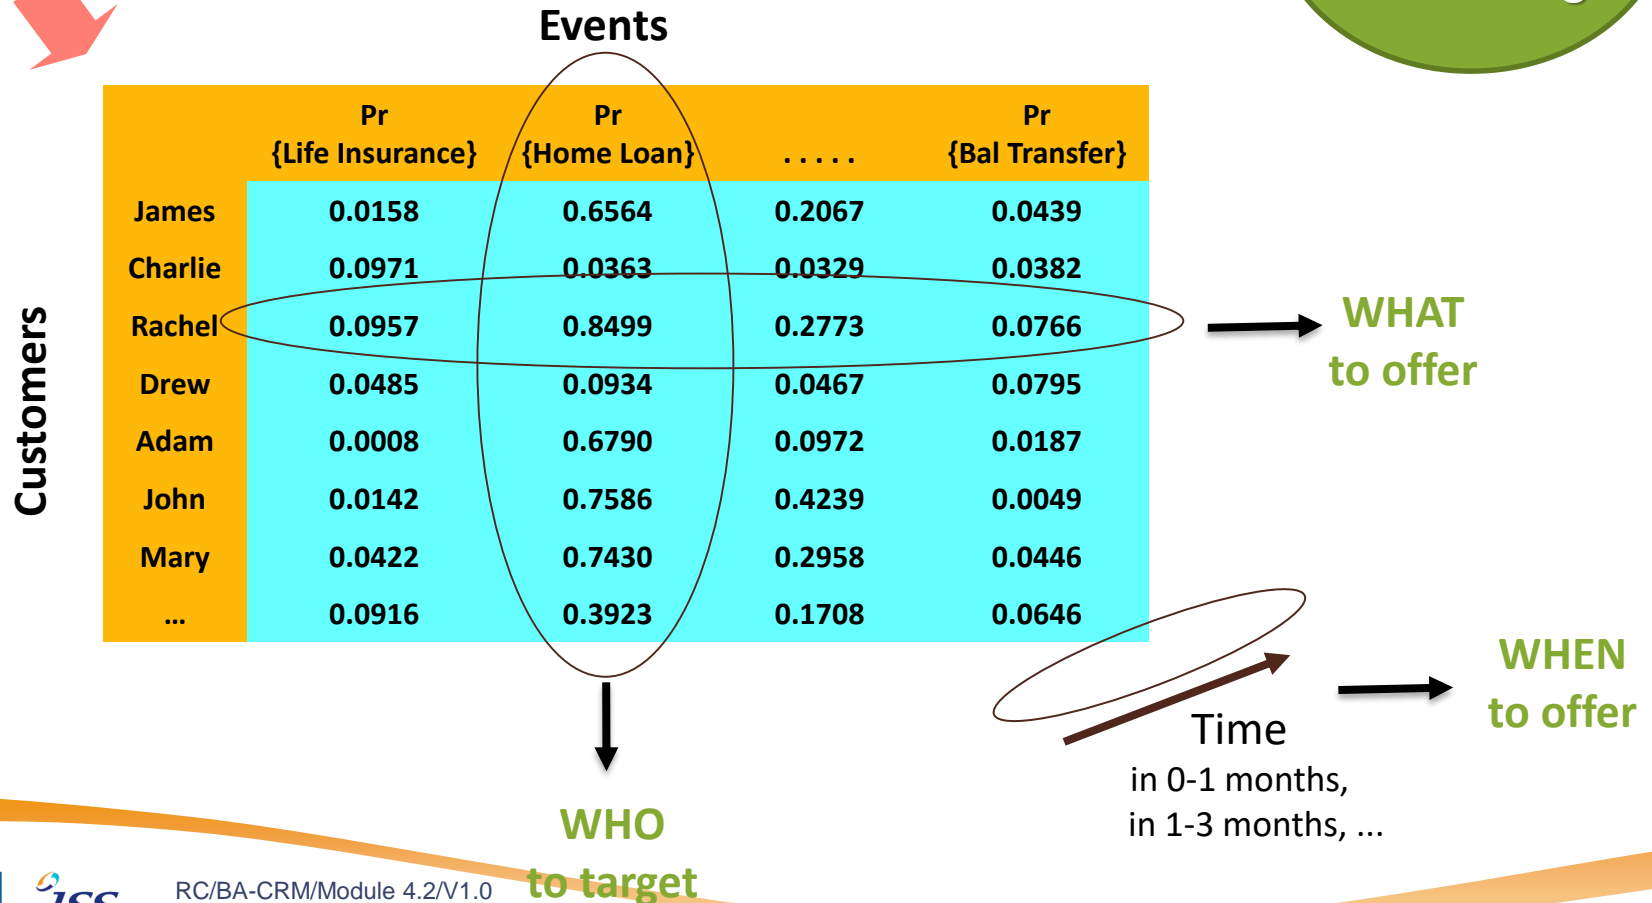 Events
Pr Pr Pr
{Life Insurance} {Home Loan} ..... {Bal Transfer}
James 0.0158 0.6564 0.2067 0.0439
Charlie 0.0971 0.0363 0.0329 0.0382
Rachel 0.0957 0.8499 0.2773 0.0766
Drew 0.0485 0.0934 0.0467 0.0795
Adam 0.0008 0.6790 0.0972 0.0187
John 0.0142 0.7586 0.4239 0.0049
Mary 0.0422 0.7430 0.2958 0.0446
... 0.0916 0.3923 0.1708 0.0646
Customers
WHAT
to offer
WHEN
to offer
Time
in 0-1 months,
in 1-3 months, ...
WHO
to target
RC/BA-CRM/Module 4.2/V1.0